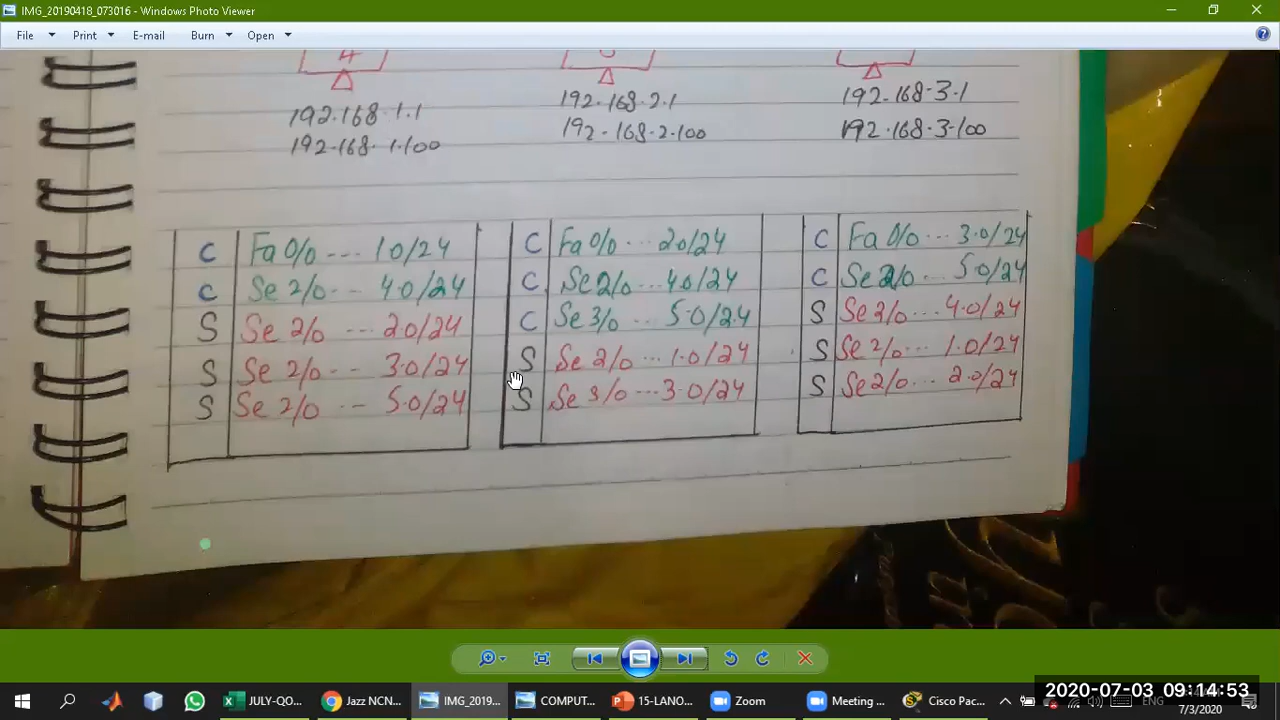 IMG_20190418_073016 - Windows Photo Viewer
File Print E-mail Burn Open
192.168.1.1
192.168.1.100
192.168.2.1
192.168.2.100
192.168.3.1
192.168.3.100
C Fa 0/0 --- 1.0/24
C Se 2/0 -- 4.0/24
S Se 2/0 --- 2.0/24
S Se 2/0 -- 3.0/24
S Se 2/0 -- 5.0/24
C Fa 0/0 ... 2.0/24
C Se 2/0 ... 4.0/24
C Se 3/0 ... 5.0/24
S Se 2/0 ... 1.0/24
S Se 3/0 ... 3.0/24
C Fa 0/0 ... 3.0/24
C Se 2/0 ... 5.0/24
S Se 2/0 ... 4.0/24
S Se 2/0 ... 1.0/24
S Se 2/0 ... 2.0/24
JULY-QO... Jazz NCN... IMG_2019... COMPUT... 15-LANO... Zoom Meeting ... Cisco Pac... ENG
2020-07-03 09:14:53
7/3/2020